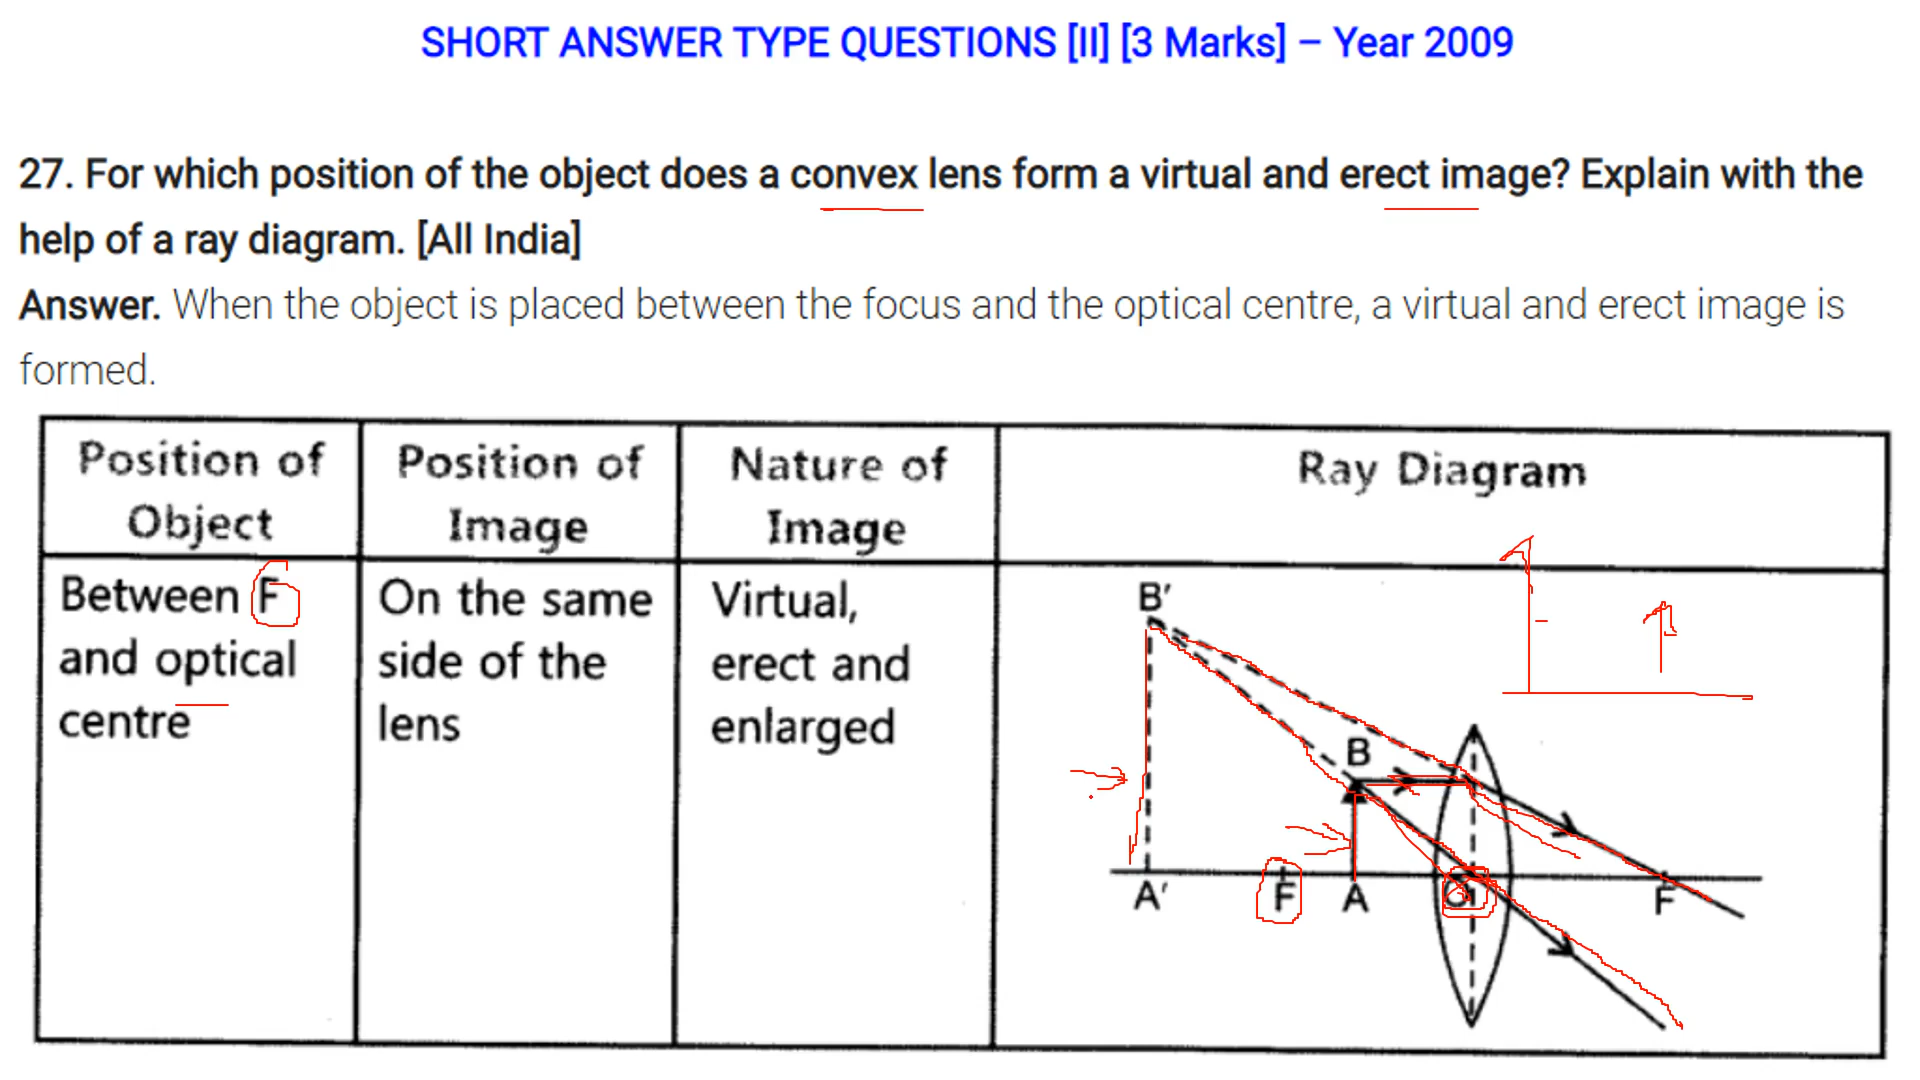 SHORT ANSWER TYPE QUESTIONS [II] [3 Marks] – Year 2009
27. For which position of the object does a convex lens form a virtual and erect image? Explain with the
help of a ray diagram. [All India]
Answer. When the object is placed between the focus and the optical centre, a virtual and erect image is
formed.
Position of
Object
Position of
Image
Nature of
Image
Ray Diagram
Between F
and optical
centre
On the same
side of the
lens
Virtual,
erect and
enlarged
B′
B
A′
F
A
F